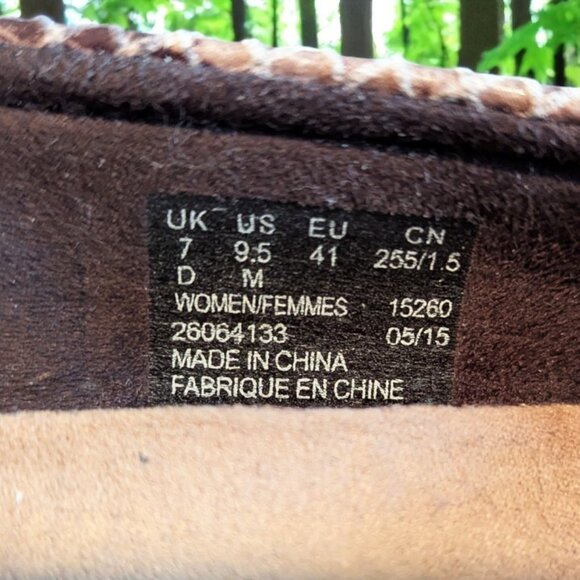 UK US EU CN
7 9.5 41 255/1.5
D M
WOMEN/FEMMES 15260
26064133 05/15
MADE IN CHINA
FABRIQUE EN CHINE